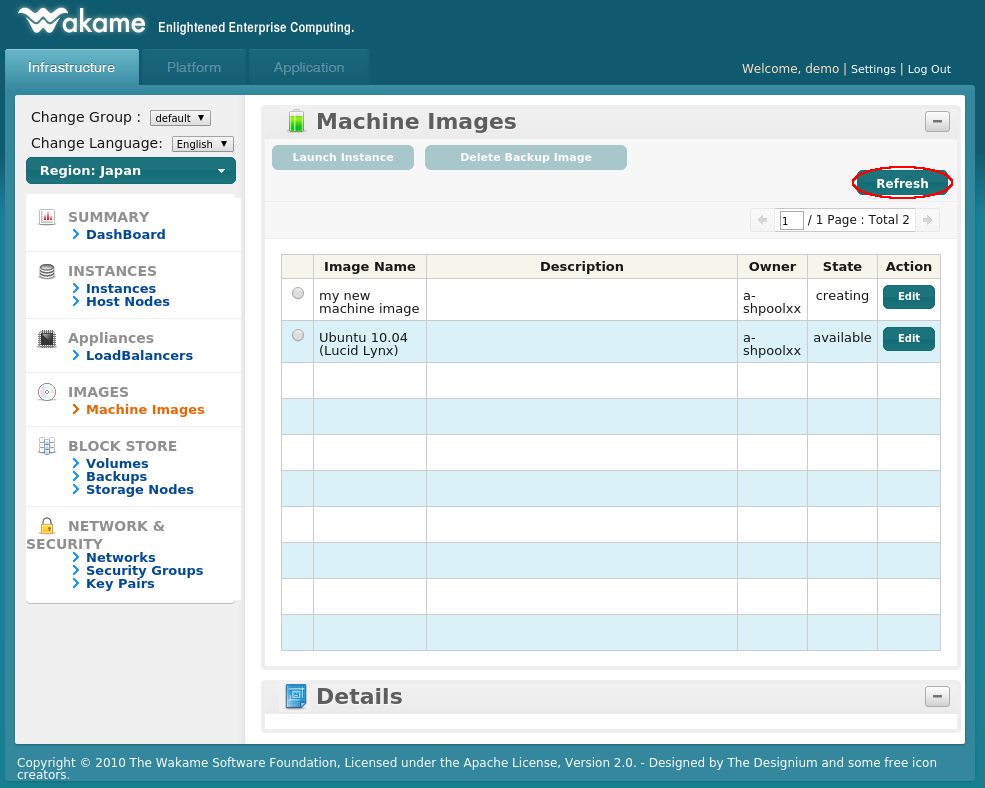 Wakame Enlightened Enterprise Computing.
Infrastructure Platform Application
Welcome, demo | Settings | Log Out
Change Group : default ▼
Change Language: English ▼
Region: Japan
SUMMARY
DashBoard
INSTANCES
Instances
Host Nodes
Appliances
LoadBalancers
IMAGES
Machine Images
BLOCK STORE
Volumes
Backups
Storage Nodes
NETWORK &
SECURITY
Networks
Security Groups
Key Pairs
Machine Images
Launch Instance Delete Backup Image
Refresh
1 / 1 Page : Total 2
Image Name Description Owner State Action
my new
machine image
a-
shpoolxx
creating
Edit
Ubuntu 10.04
(Lucid Lynx)
a-
shpoolxx
available
Edit
Details
Copyright © 2010 The Wakame Software Foundation, Licensed under the Apache License, Version 2.0. - Designed by The Designium and some free icon
creators.